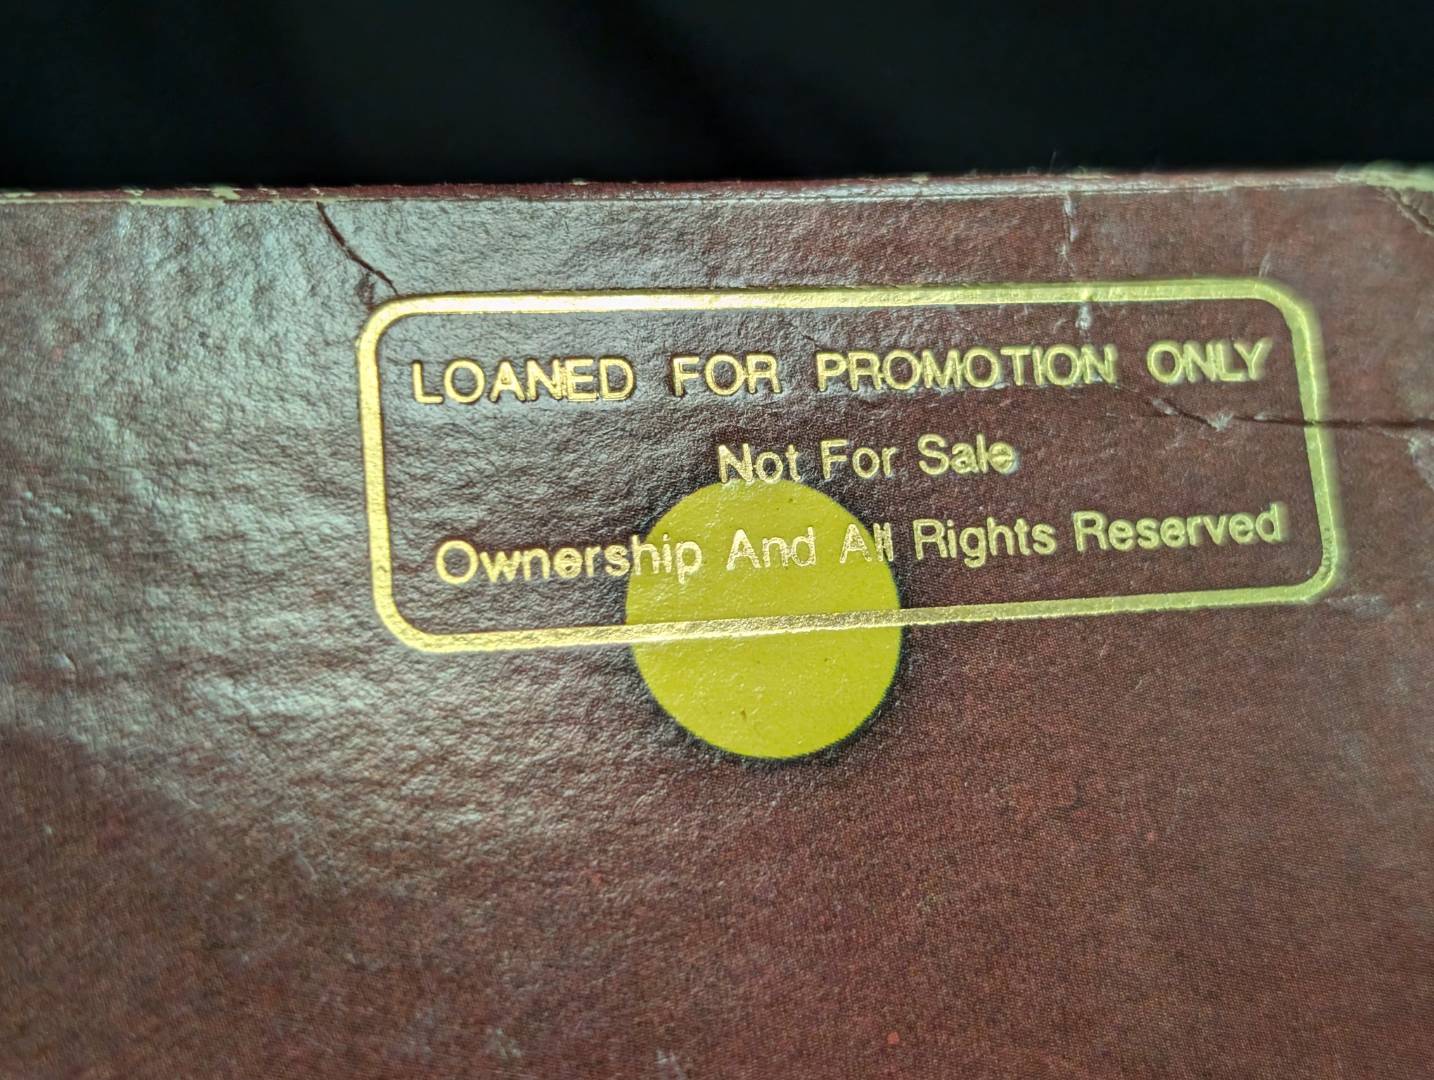 LOANED FOR PROMOTION ONLY
Not For Sale
Ownership And All Rights Reserved